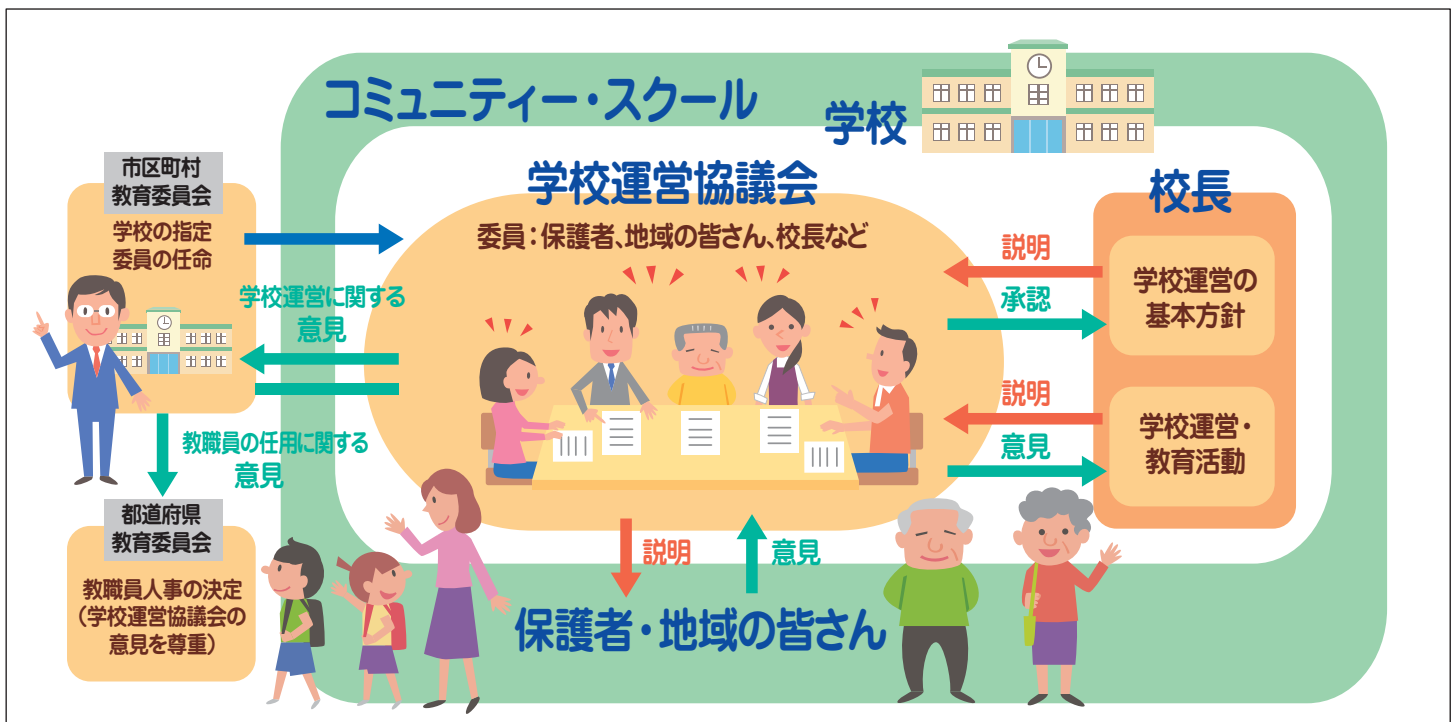 コミュニティー・スクール
学校
市区町村
教育委員会
学校の指定
委員の任命
学校運営協議会
委員：保護者、地域の皆さん、校長など
校長
説明
承認
学校運営の
基本方針
学校運営に関する
意見
説明
意見
学校運営・
教育活動
教職員の任用に関する
意見
都道府県
教育委員会
教職員人事の決定
（学校運営協議会の
意見を尊重）
説明
意見
保護者・地域の皆さん